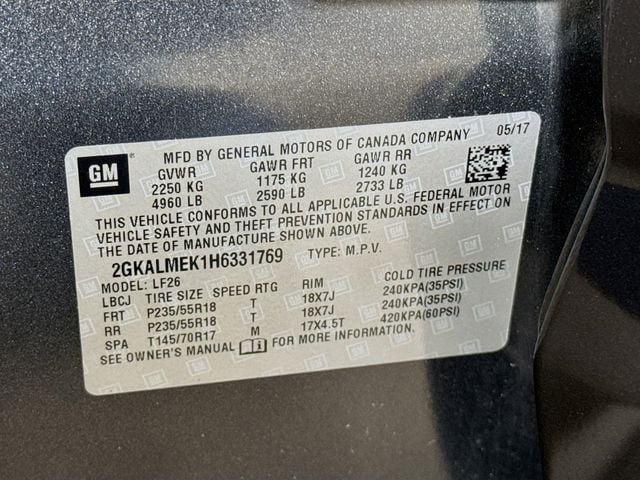 GM
MFD BY GENERAL MOTORS OF CANADA COMPANY 05/17
GVWR GAWR FRT GAWR RR
2250 KG 1175 KG 1240 KG
4960 LB 2590 LB 2733 LB
THIS VEHICLE CONFORMS TO ALL APPLICABLE U.S. FEDERAL MOTOR
VEHICLE SAFETY AND THEFT PREVENTION STANDARDS IN EFFECT ON
THE DATE OF MANUFACTURE SHOWN ABOVE.
2GKALMEK1H6331769 TYPE: M.P.V.
MODEL: LF26
LBCJ TIRE SIZE SPEED RTG RIM COLD TIRE PRESSURE
FRT P235/55R18 T 18X7J 240KPA(35PSI)
RR P235/55R18 T 18X7J 240KPA(35PSI)
SPA T145/70R17 M 17X4.5T 420KPA(60PSI)
SEE OWNER'S MANUAL FOR MORE INFORMATION.